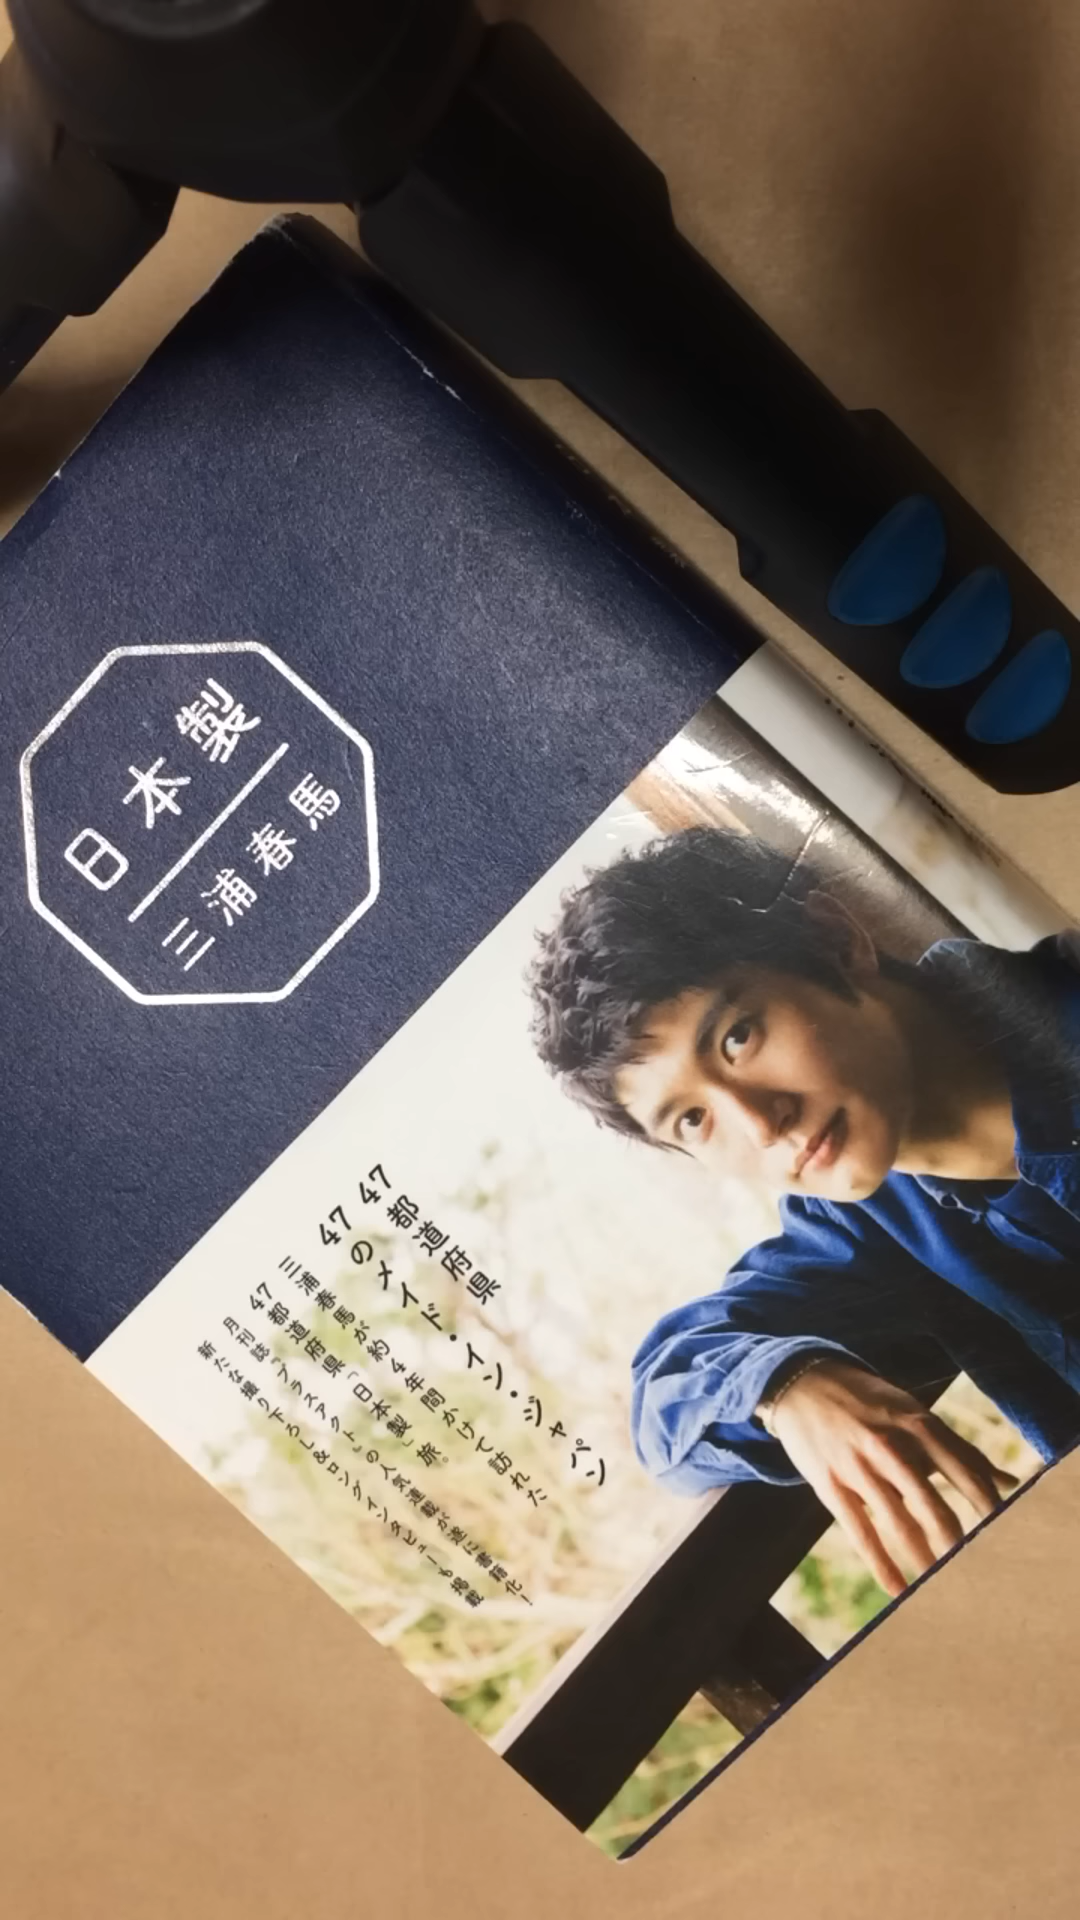 日本製
三浦春馬
47都道府県
47のメイド・イン・ジャパン
三浦春馬が約4年間かけて訪れた
47都道府県「日本製」旅。
月刊誌『プラスアクト』の人気連載が遂に書籍化!
新たな撮り下ろし&ロングインタビューも掲載